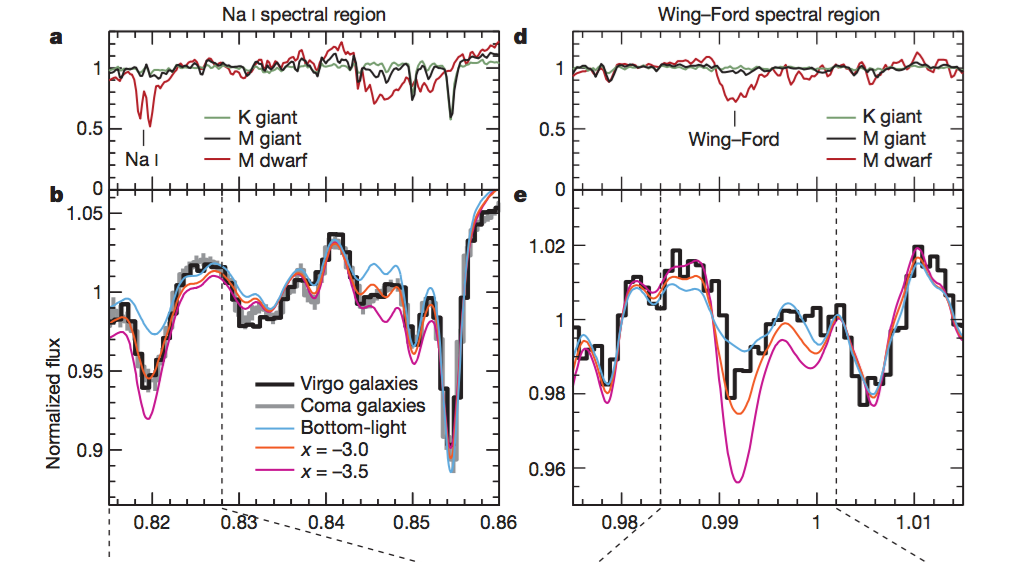 Na I spectral region
Wing–Ford spectral region
a
1
0.5
0
K giant
M giant
M dwarf
Na I
d
1
0.5
0
K giant
M giant
M dwarf
Wing–Ford
b
Normalized flux
1.05
1
0.95
0.9
Virgo galaxies
Coma galaxies
Bottom-light
x = –3.0
x = –3.5
0.82
0.83
0.84
0.85
0.86
e
1.02
1
0.98
0.96
0.98
0.99
1
1.01